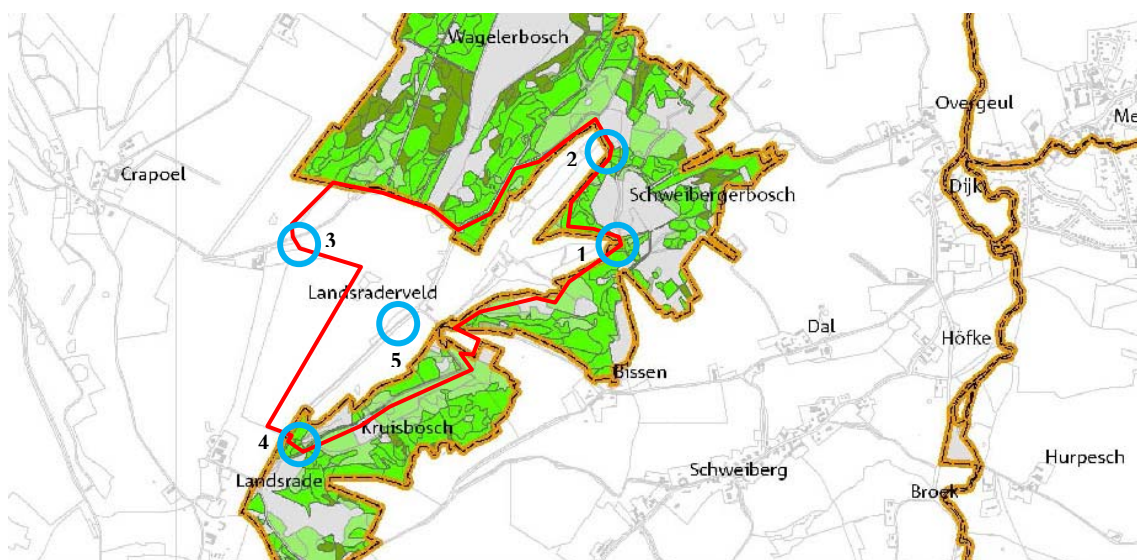 Wagelerbosch
Overgeul
Me
2
Crapoel
Dijk
Schweibergerbosch
3
1
Landsraderveld
Dal
Höfke
5
Bissen
Kruisbosch
4
Schweiberg
Hurpesch
Landsrade
Broek